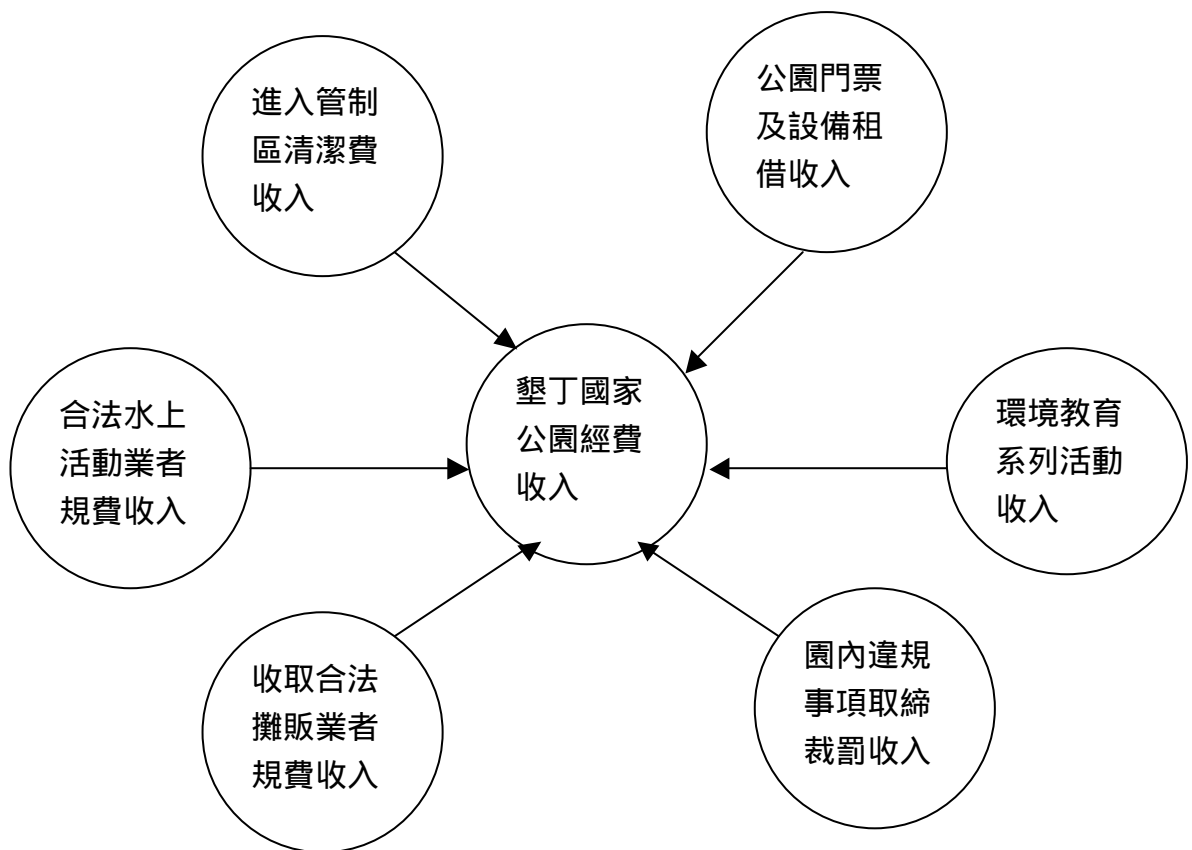 進入管制
區清潔費
收入
公園門票
及設備租
借收入
合法水上
活動業者
規費收入
墾丁國家
公園經費
收入
環境教育
系列活動
收入
收取合法
攤販業者
規費收入
園內違規
事項取締
裁罰收入